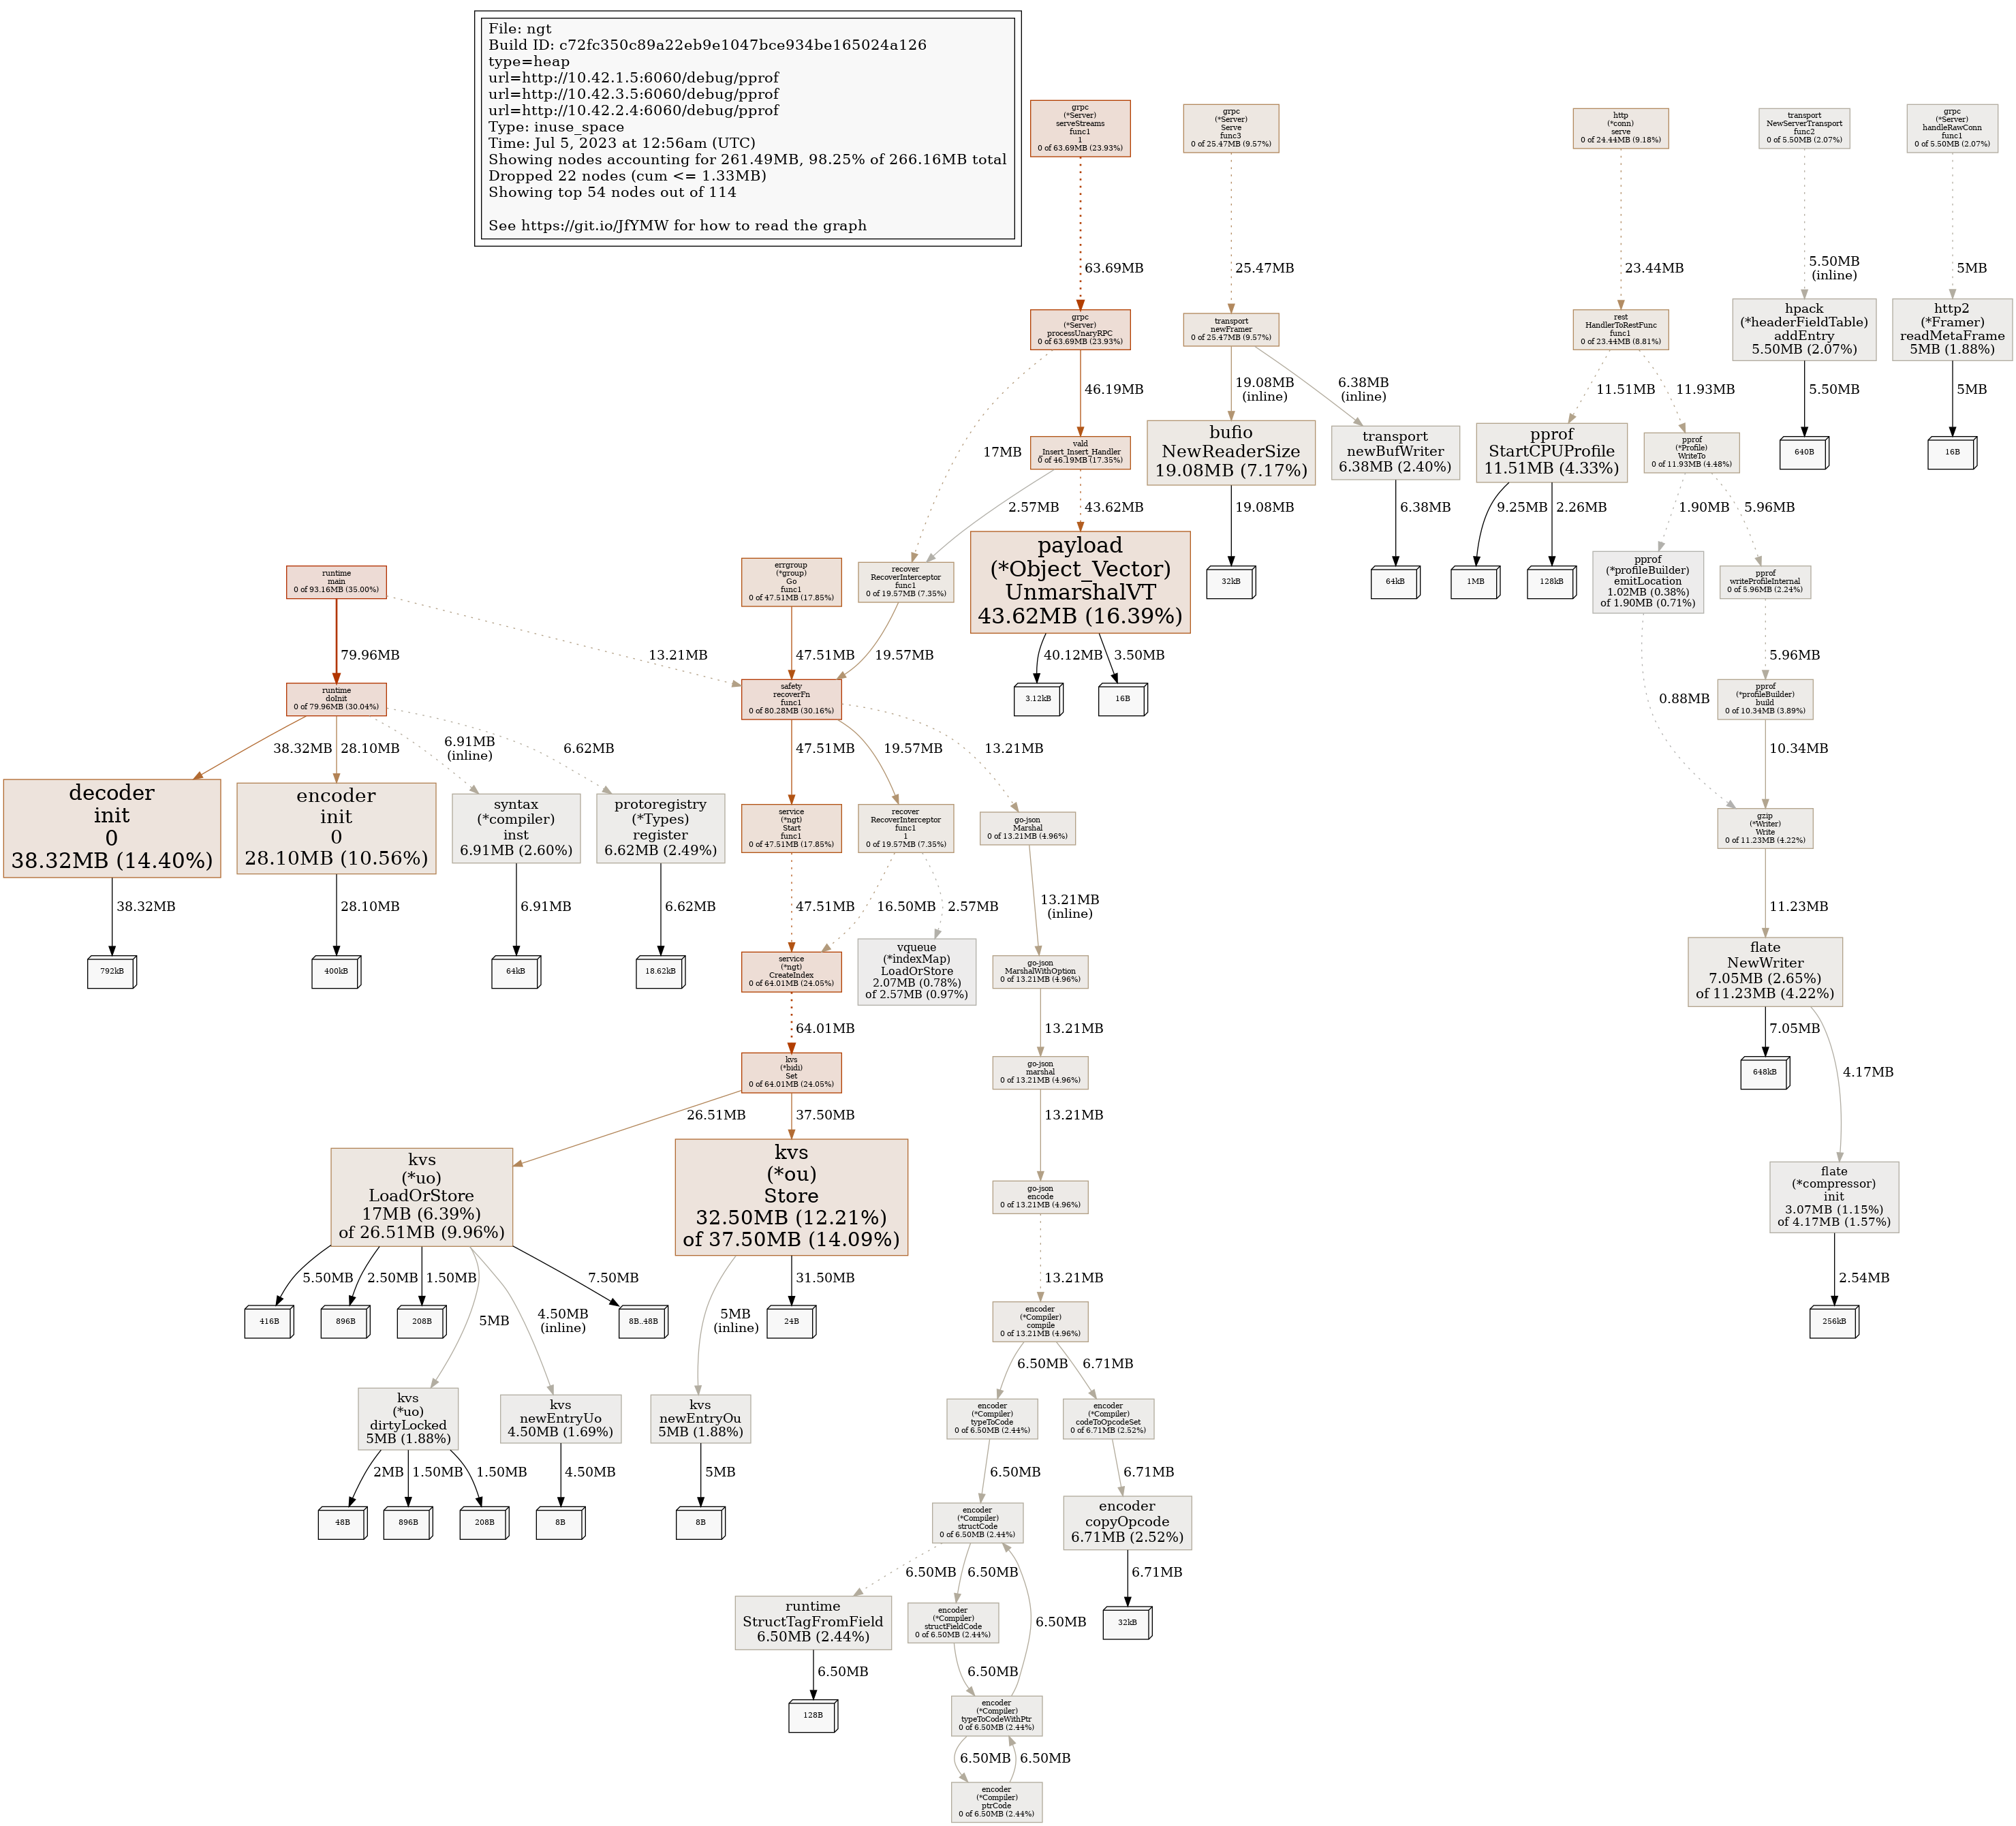 File: ngt
Build ID: c72fc350c89a22eb9e1047bce934be165024a126
type=heap
url=http://10.42.1.5:6060/debug/pprof
url=http://10.42.3.5:6060/debug/pprof
url=http://10.42.2.4:6060/debug/pprof
Type: inuse_space
Time: Jul 5, 2023 at 12:56am (UTC)
Showing nodes accounting for 261.49MB, 98.25% of 266.16MB total
Dropped 22 nodes (cum <= 1.33MB)
Showing top 54 nodes out of 114
See https://git.io/JfYMW for how to read the graph
grpc
(*Server)
serveStreams
func1
1
0 of 63.69MB (23.93%)
grpc
(*Server)
Serve
func3
0 of 25.47MB (9.57%)
http
(*conn)
serve
0 of 24.44MB (9.18%)
transport
NewServerTransport
func2
0 of 5.50MB (2.07%)
grpc
(*Server)
handleRawConn
func1
0 of 5.50MB (2.07%)
63.69MB
25.47MB
23.44MB
5.50MB
(inline)
5MB
grpc
(*Server)
processUnaryRPC
0 of 63.69MB (23.93%)
transport
newFramer
0 of 25.47MB (9.57%)
rest
HandlerToRestFunc
func1
0 of 23.44MB (8.81%)
hpack
(*headerFieldTable)
addEntry
5.50MB (2.07%)
http2
(*Framer)
readMetaFrame
5MB (1.88%)
17MB
46.19MB
19.08MB
(inline)
6.38MB
(inline)
11.51MB
11.93MB
5.50MB
5MB
vald
_Insert_Insert_Handler
0 of 46.19MB (17.35%)
bufio
NewReaderSize
19.08MB (7.17%)
transport
newBufWriter
6.38MB (2.40%)
pprof
StartCPUProfile
11.51MB (4.33%)
pprof
(*Profile)
WriteTo
0 of 11.93MB (4.48%)
640B
16B
2.57MB
43.62MB
19.08MB
6.38MB
9.25MB
2.26MB
1.90MB
5.96MB
runtime
main
0 of 93.16MB (35.00%)
errgroup
(*group)
Go
func1
0 of 47.51MB (17.85%)
recover
RecoverInterceptor
func1
0 of 19.57MB (7.35%)
payload
(*Object_Vector)
UnmarshalVT
43.62MB (16.39%)
32kB
64kB
1MB
128kB
pprof
(*profileBuilder)
emitLocation
1.02MB (0.38%)
of 1.90MB (0.71%)
pprof
writeProfileInternal
0 of 5.96MB (2.24%)
79.96MB
13.21MB
47.51MB
19.57MB
40.12MB
3.50MB
0.88MB
5.96MB
runtime
doInit
0 of 79.96MB (30.04%)
safety
recoverFn
func1
0 of 80.28MB (30.16%)
3.12kB
16B
pprof
(*profileBuilder)
build
0 of 10.34MB (3.89%)
38.32MB
28.10MB
6.91MB
(inline)
6.62MB
47.51MB
19.57MB
13.21MB
10.34MB
decoder
init
0
38.32MB (14.40%)
encoder
init
0
28.10MB (10.56%)
syntax
(*compiler)
inst
6.91MB (2.60%)
protoregistry
(*Types)
register
6.62MB (2.49%)
service
(*ngt)
Start
func1
0 of 47.51MB (17.85%)
recover
RecoverInterceptor
func1
1
0 of 19.57MB (7.35%)
go-json
Marshal
0 of 13.21MB (4.96%)
gzip
(*Writer)
Write
0 of 11.23MB (4.22%)
38.32MB
28.10MB
6.91MB
6.62MB
47.51MB
16.50MB
2.57MB
13.21MB
(inline)
11.23MB
792kB
400kB
64kB
18.62kB
service
(*ngt)
CreateIndex
0 of 64.01MB (24.05%)
vqueue
(*indexMap)
LoadOrStore
2.07MB (0.78%)
of 2.57MB (0.97%)
go-json
MarshalWithOption
0 of 13.21MB (4.96%)
flate
NewWriter
7.05MB (2.65%)
of 11.23MB (4.22%)
64.01MB
13.21MB
7.05MB
4.17MB
kvs
(*bidi)
Set
0 of 64.01MB (24.05%)
go-json
marshal
0 of 13.21MB (4.96%)
648kB
26.51MB
37.50MB
13.21MB
kvs
(*uo)
LoadOrStore
17MB (6.39%)
of 26.51MB (9.96%)
kvs
(*ou)
Store
32.50MB (12.21%)
of 37.50MB (14.09%)
go-json
encode
0 of 13.21MB (4.96%)
flate
(*compressor)
init
3.07MB (1.15%)
of 4.17MB (1.57%)
5.50MB
2.50MB
1.50MB
5MB
4.50MB
(inline)
7.50MB
5MB
(inline)
31.50MB
13.21MB
2.54MB
416B
896B
208B
8B..48B
24B
encoder
(*Compiler)
compile
0 of 13.21MB (4.96%)
256kB
6.50MB
6.71MB
kvs
(*uo)
dirtyLocked
5MB (1.88%)
kvs
newEntryUo
4.50MB (1.69%)
kvs
newEntryOu
5MB (1.88%)
encoder
(*Compiler)
typeToCode
0 of 6.50MB (2.44%)
encoder
(*Compiler)
codeToOpcodeSet
0 of 6.71MB (2.52%)
2MB
1.50MB
1.50MB
4.50MB
5MB
6.50MB
6.71MB
48B
896B
208B
8B
8B
encoder
(*Compiler)
structCode
0 of 6.50MB (2.44%)
encoder
copyOpcode
6.71MB (2.52%)
6.50MB
6.50MB
6.50MB
6.71MB
runtime
StructTagFromField
6.50MB (2.44%)
encoder
(*Compiler)
structFieldCode
0 of 6.50MB (2.44%)
32kB
6.50MB
6.50MB
128B
encoder
(*Compiler)
typeToCodeWithPtr
0 of 6.50MB (2.44%)
6.50MB
6.50MB
encoder
(*Compiler)
ptrCode
0 of 6.50MB (2.44%)